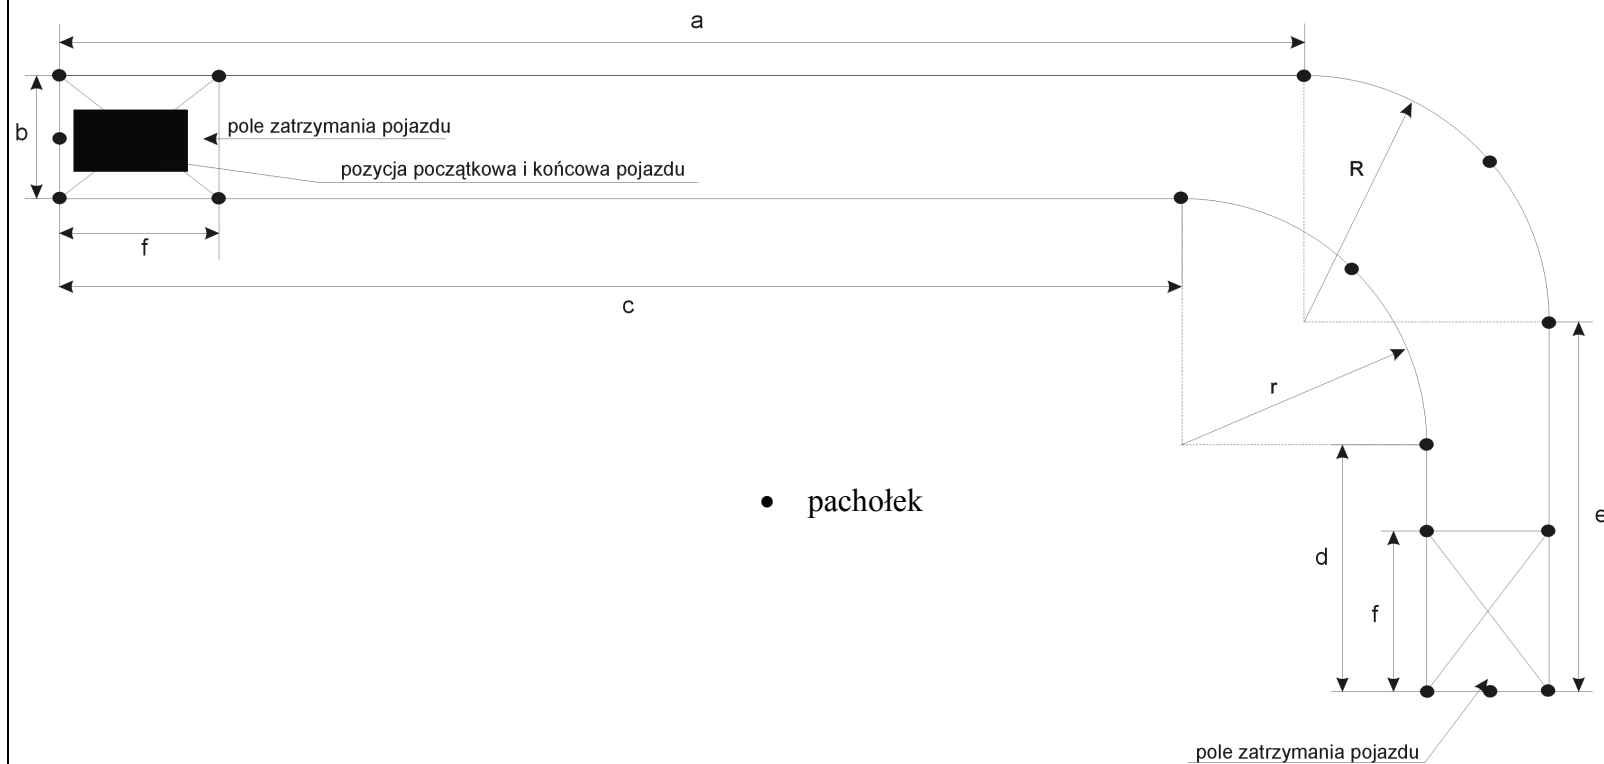 a
b
pole zatrzymania pojazdu
pozycja początkowa i końcowa pojazdu
R
f
c
r
• pachołek
e
d
f
pole zatrzymania pojazdu